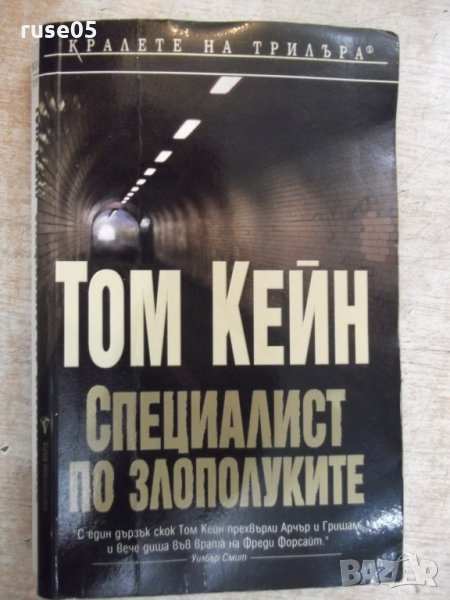 ruse05
КРАЛЕТЕ НА ТРИЛЪРА®
ТОМ КЕЙН
СПЕЦИАЛИСТ
ПО ЗЛОПОЛУКИТЕ
"С един дързък скок Том Кейн прехвърли Арчър и Гришам,
и вече диша във врата на Фреди Форсайт."
Уилбър Смит
BAZAR